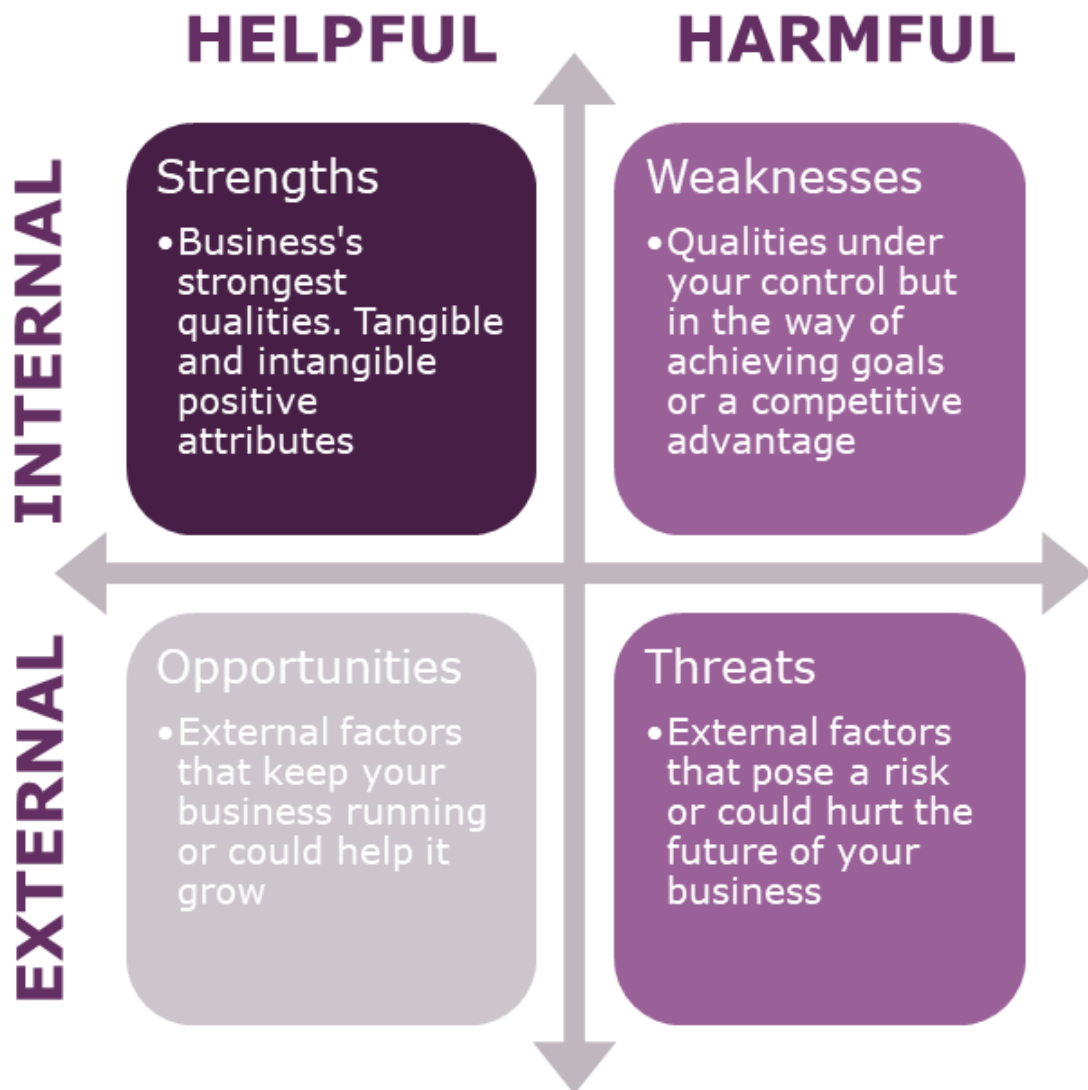 HELPFUL
HARMFUL
INTERNAL
Strengths
•Business's
strongest
qualities. Tangible
and intangible
positive
attributes
Weaknesses
•Qualities under
your control but
in the way of
achieving goals
or a competitive
advantage
EXTERNAL
Opportunities
•External factors
that keep your
business running
or could help it
grow
Threats
•External factors
that pose a risk
or could hurt the
future of your
business